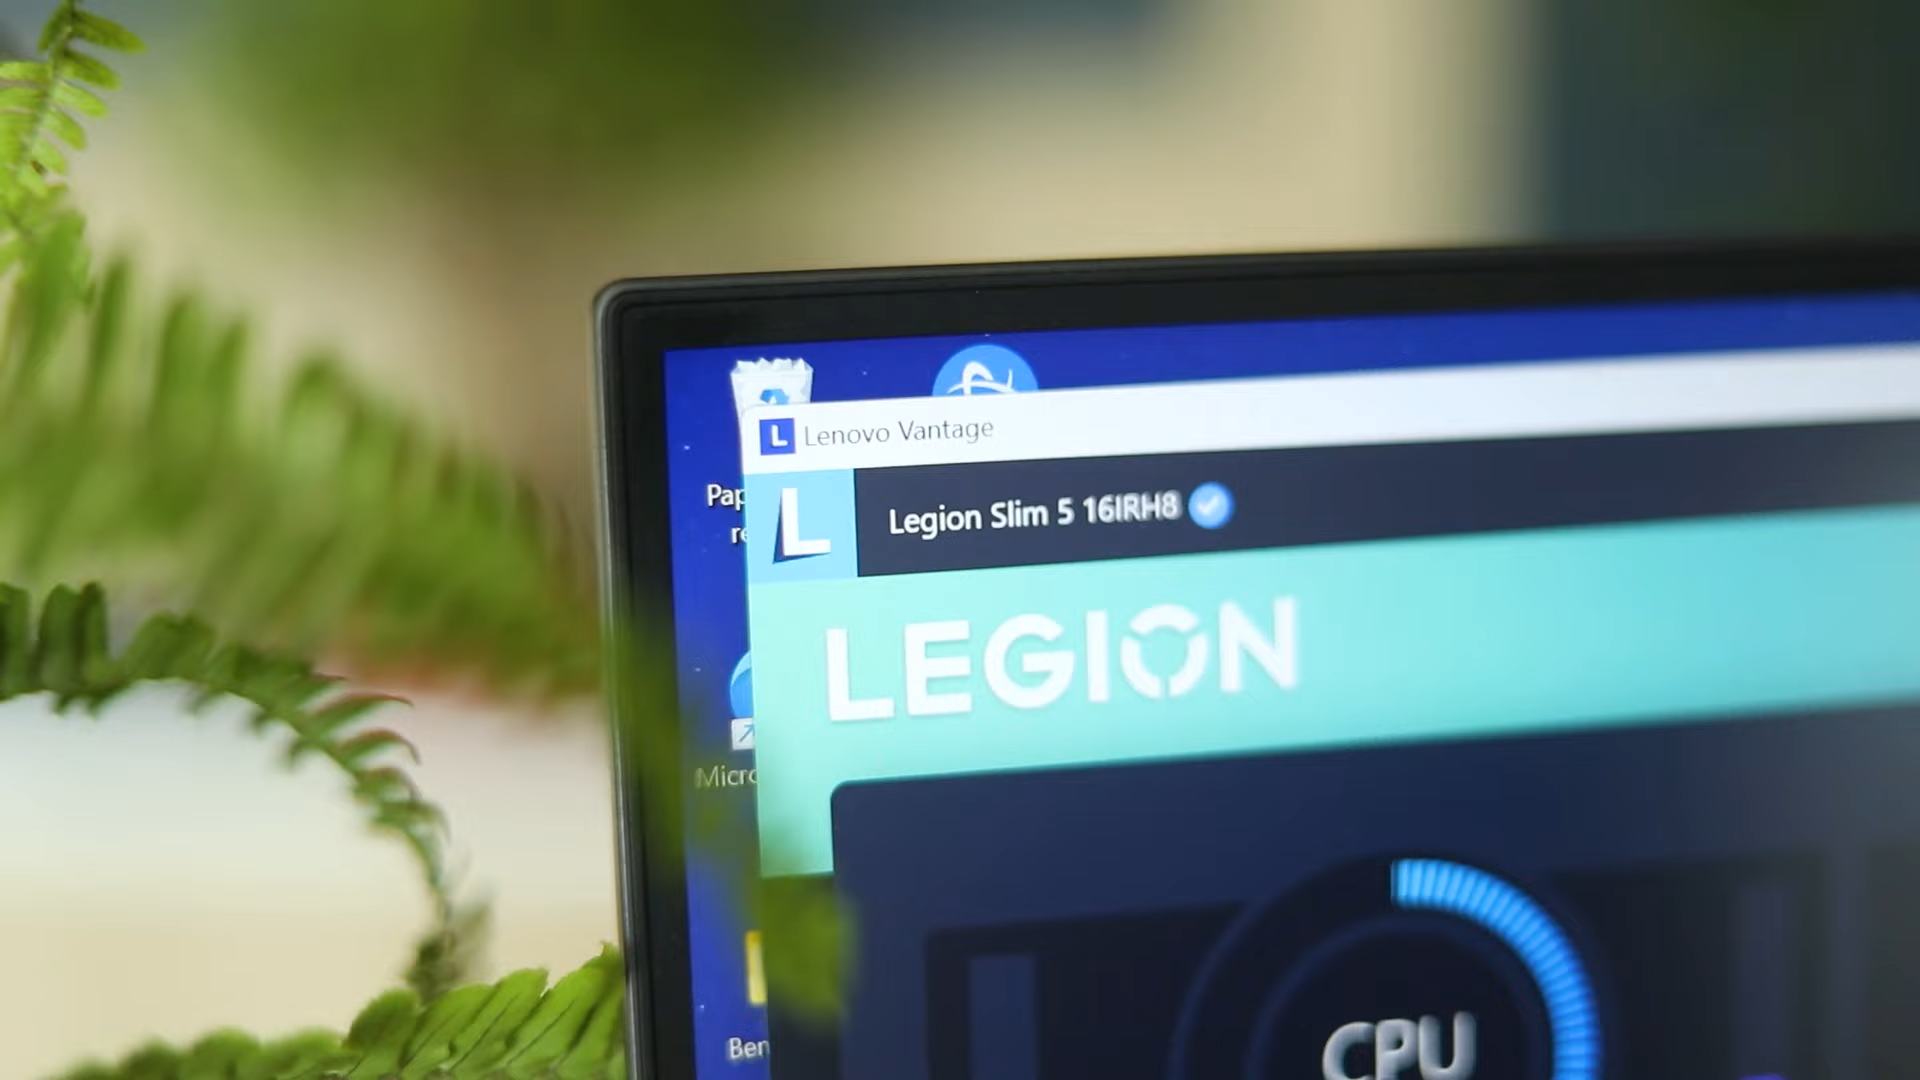 Lenovo Vantage
L
Legion Slim 5 16IRH8
LEGION
CPU